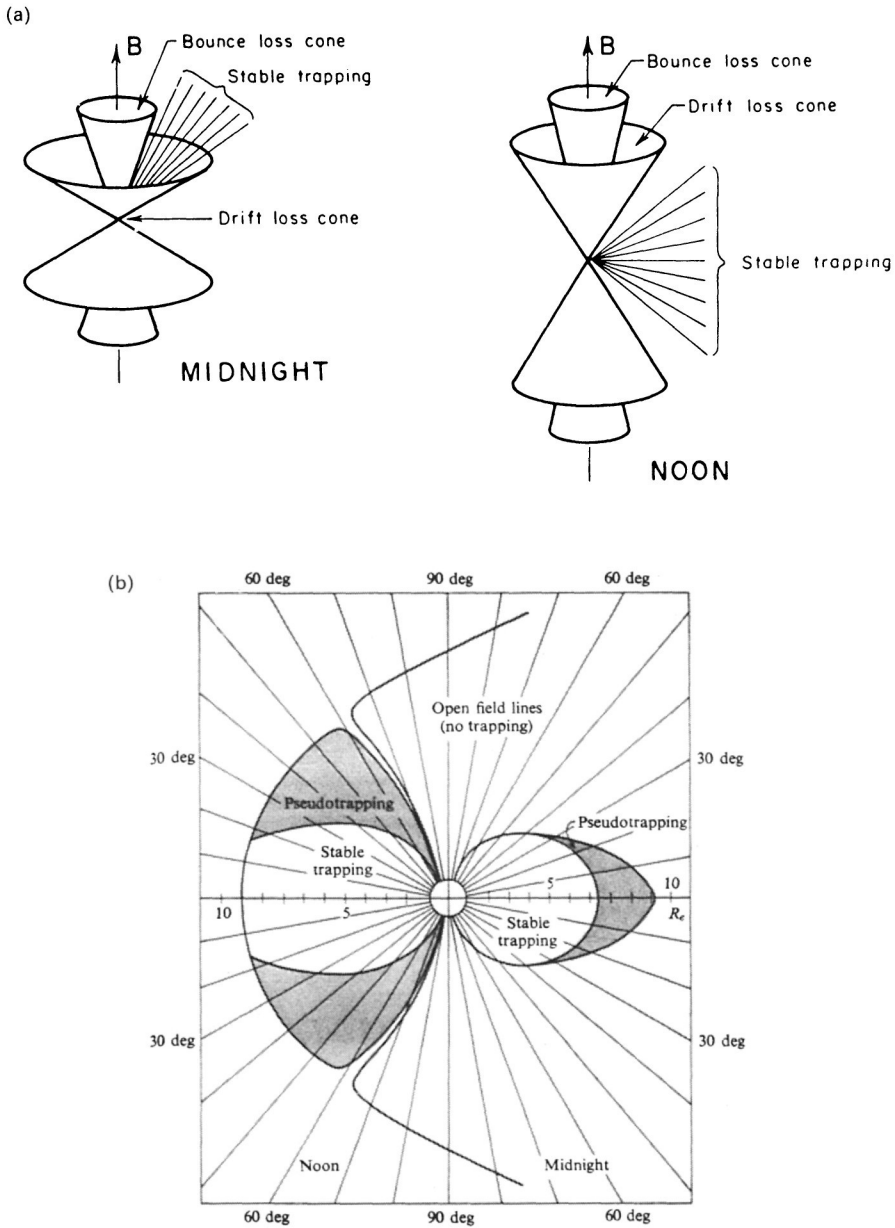 (a)
B
Bounce loss cone
Stable trapping
Drift loss cone
MIDNIGHT
B
Bounce loss cone
Drift loss cone
Stable trapping
NOON
(b)
60 deg
90 deg
60 deg
Open field lines
(no trapping)
30 deg
30 deg
Pseudotrapping
Pseudotrapping
Stable
trapping
5
10
5
10
Rₑ
Stable
trapping
30 deg
30 deg
Noon
Midnight
60 deg
90 deg
60 deg